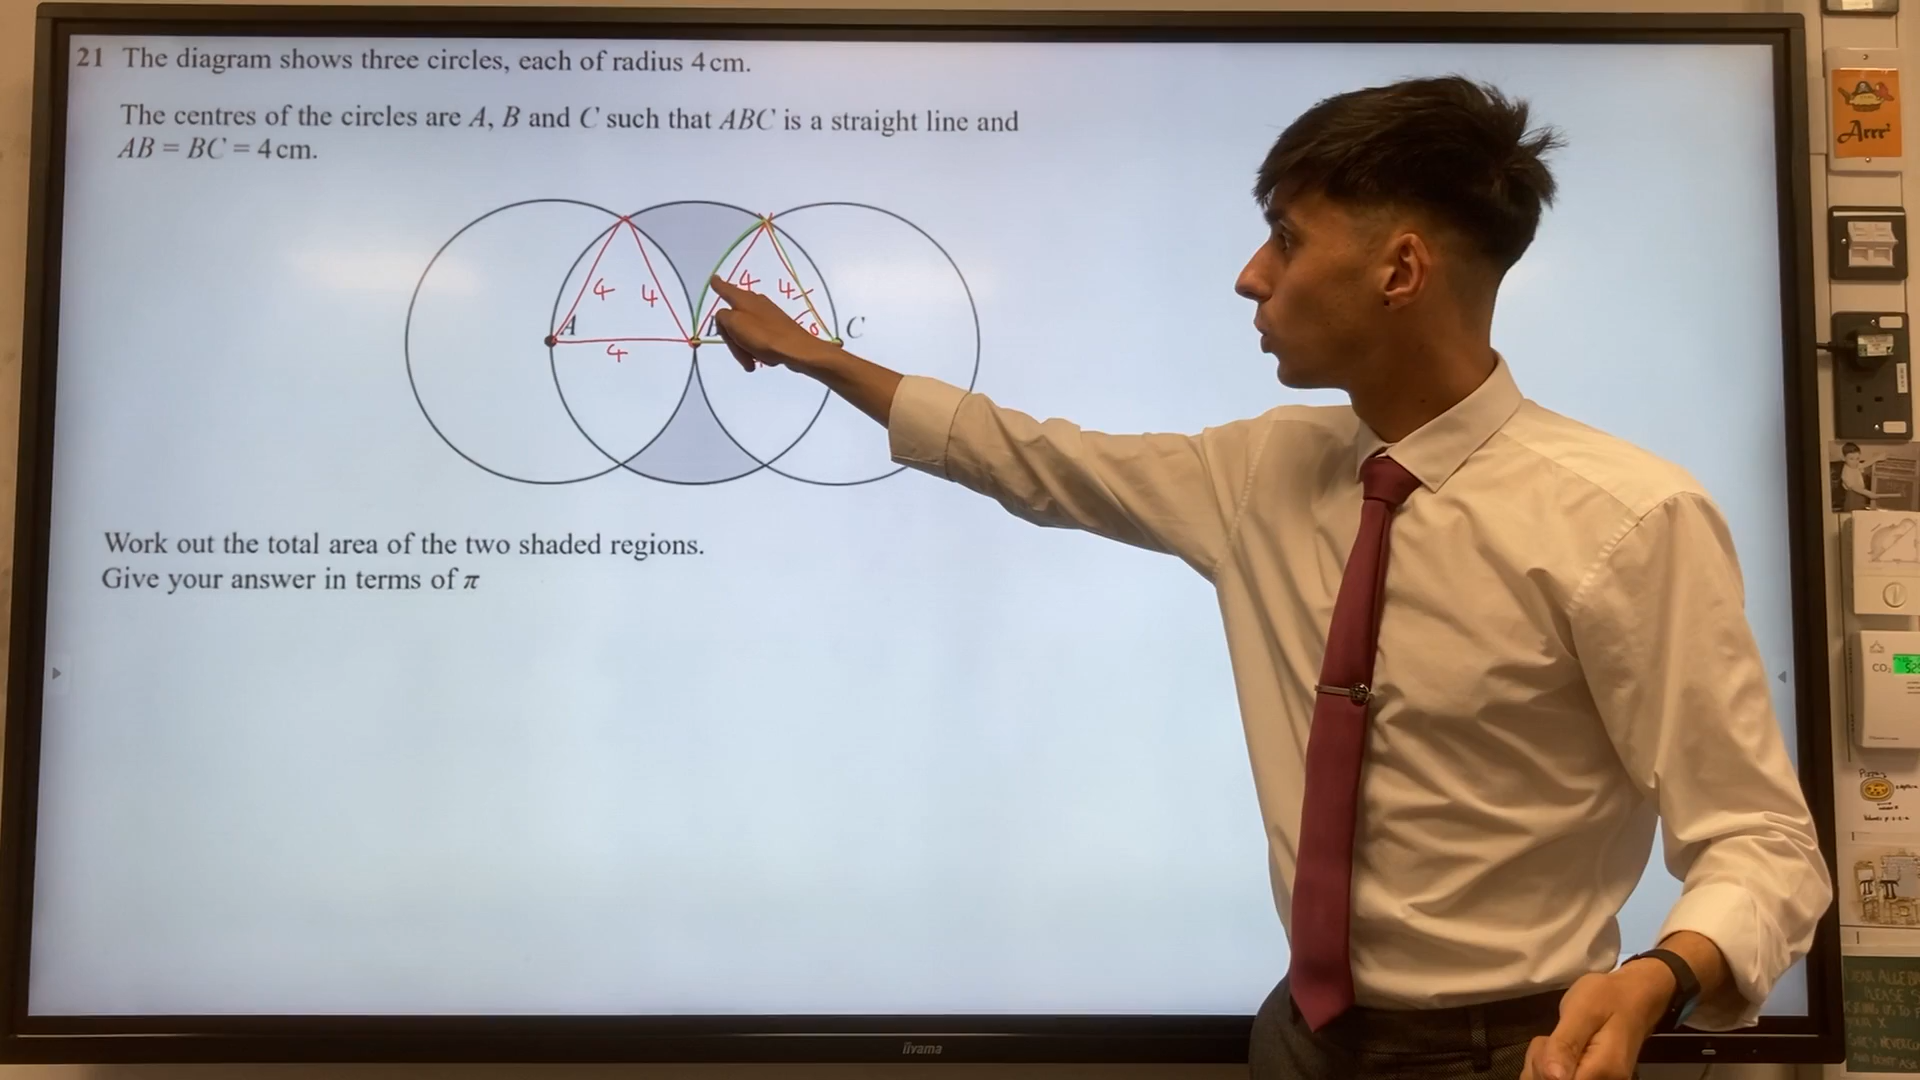 21 The diagram shows three circles, each of radius 4 cm.
The centres of the circles are A, B and C such that ABC is a straight line and
AB = BC = 4 cm.
4 4 4 4
A B C
4
Work out the total area of the two shaded regions.
Give your answer in terms of π
iiyama
Arrr²
CO₂